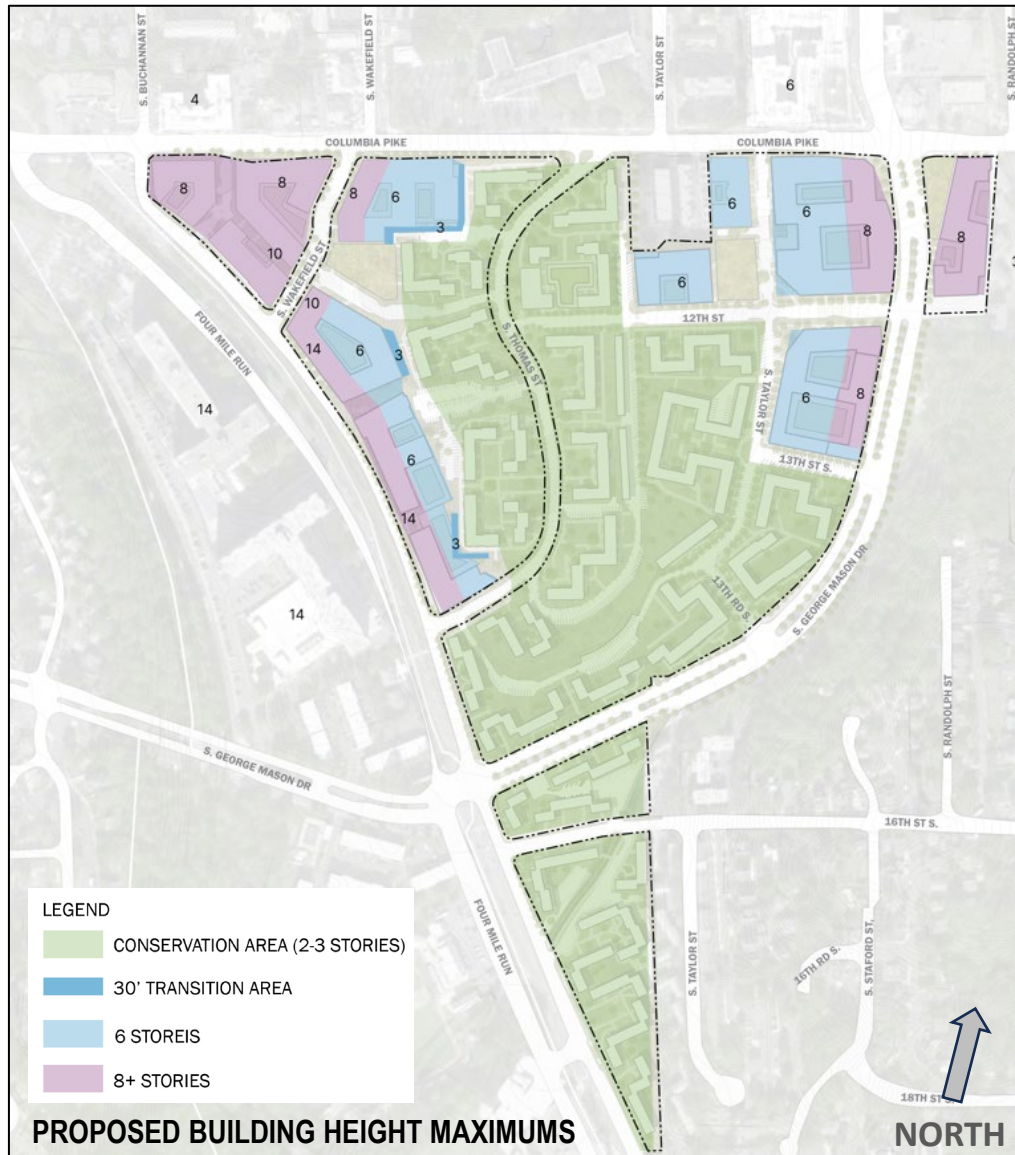 S. BUCHANNAN ST
S. WAKEFIELD ST
S. TAYLOR ST
S. RANDOLPH ST
4
6
COLUMBIA PIKE
COLUMBIA PIKE
8
8
8
6
3
10
6
6
8
8
3
S. WAKEFIELD ST
6
10
14
6
3
12TH ST
FOUR MILE RUN
S. THOMAS ST
S. TAYLOR ST
6
8
14
6
13TH ST S.
14
3
13TH RD S.
S. GEORGE MASON DR
14
S. RANDOLPH ST
S. GEORGE MASON DR
16TH ST S.
LEGEND
CONSERVATION AREA (2-3 STORIES)
30' TRANSITION AREA
6 STOREIS
8+ STORIES
FOUR MILE RUN
S. TAYLOR ST
16TH RD S.
S. STAFORD ST,
18TH ST S.
PROPOSED BUILDING HEIGHT MAXIMUMS
NORTH